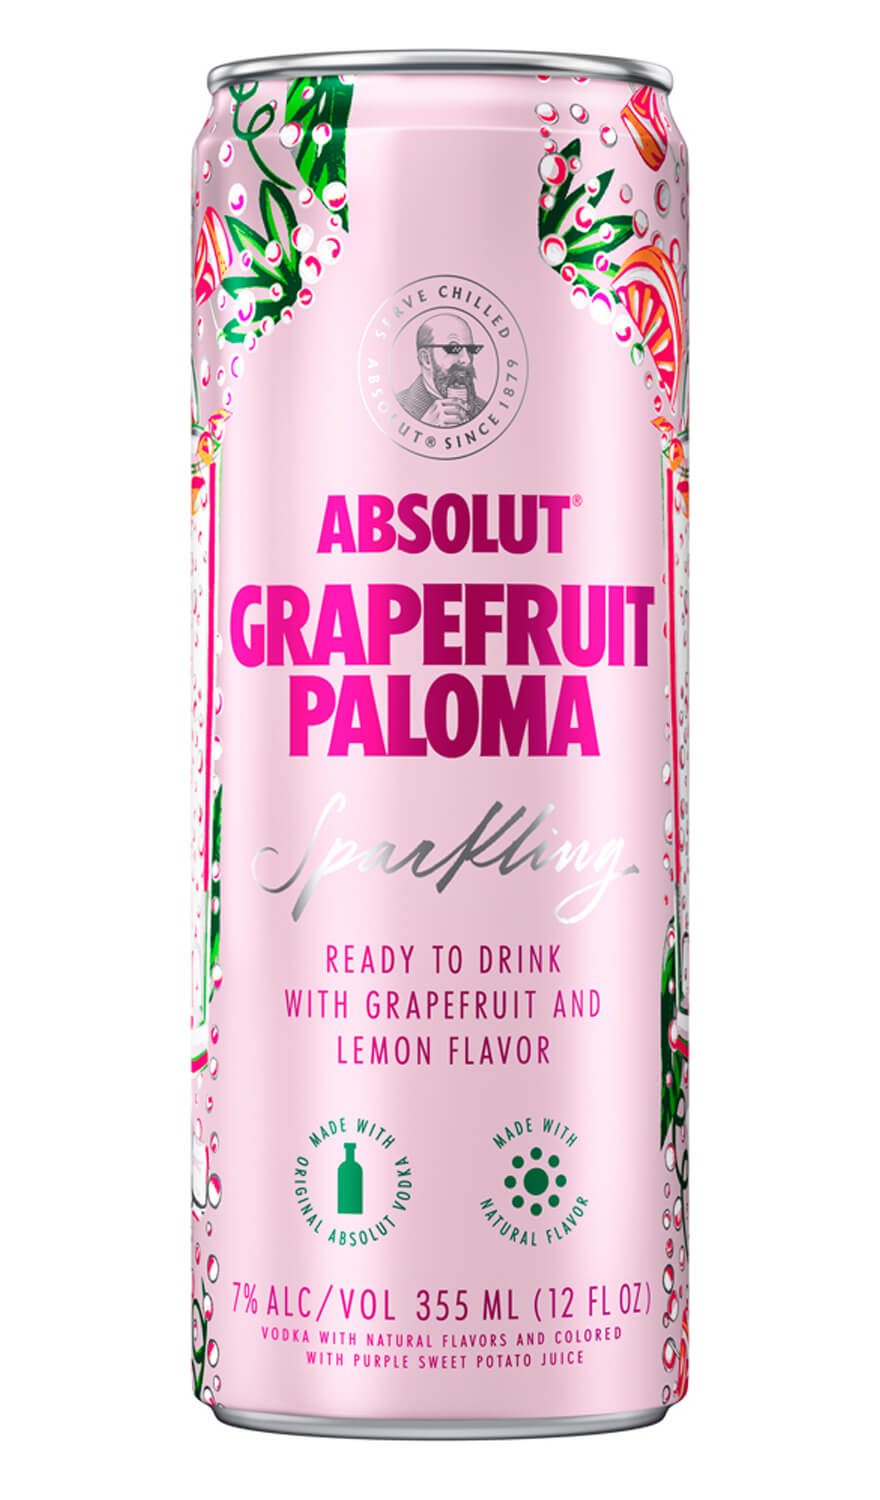 SERVE CHILLED
ABSOLUT® SINCE 1879
ABSOLUT®
GRAPEFRUIT
PALOMA
Sparkling
READY TO DRINK
WITH GRAPEFRUIT AND
LEMON FLAVOR
MADE WITH
ORIGINAL ABSOLUT VODKA
MADE WITH
NATURAL FLAVOR
7% ALC/VOL 355 ML (12 FL OZ)
VODKA WITH NATURAL FLAVORS AND COLORED
WITH PURPLE SWEET POTATO JUICE